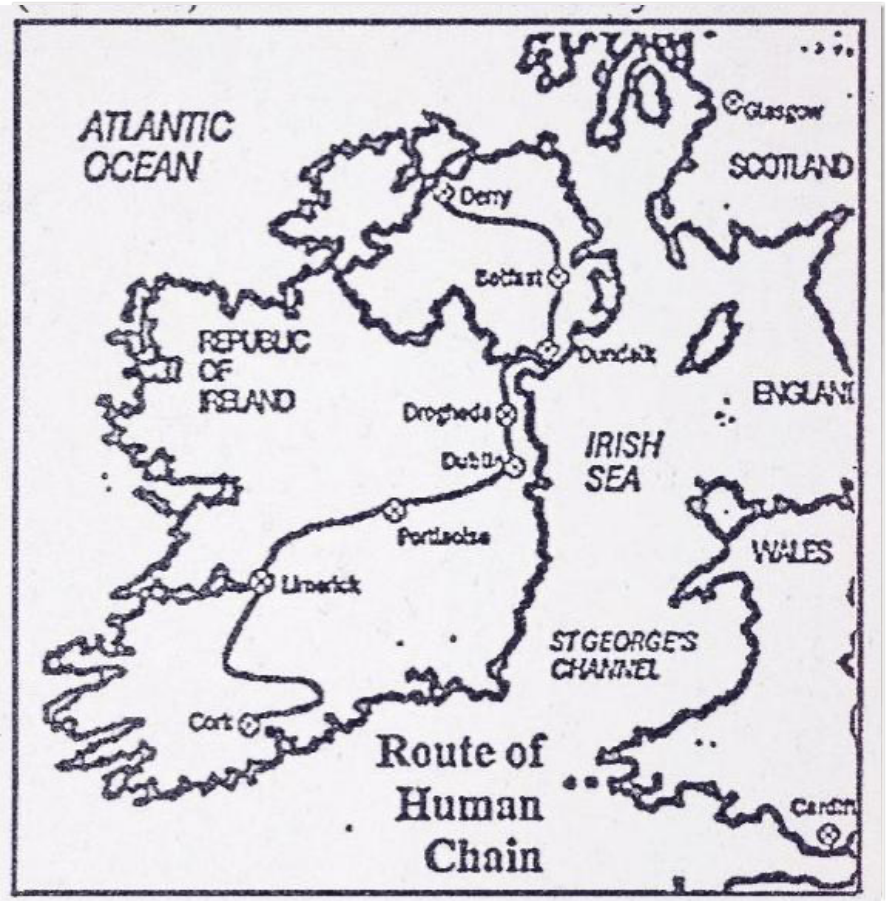 Glasgow
ATLANTIC
OCEAN
SCOTLAND
Derry
Belfast
REPUBLIC
OF
IRELAND
Dundalk
ENGLAN
Drogheda
IRISH
SEA
Dublin
Portlaoise
WALES
Limerick
ST GEORGE'S
CHANNEL
Cork
Route of
Human
Chain
Cardiff